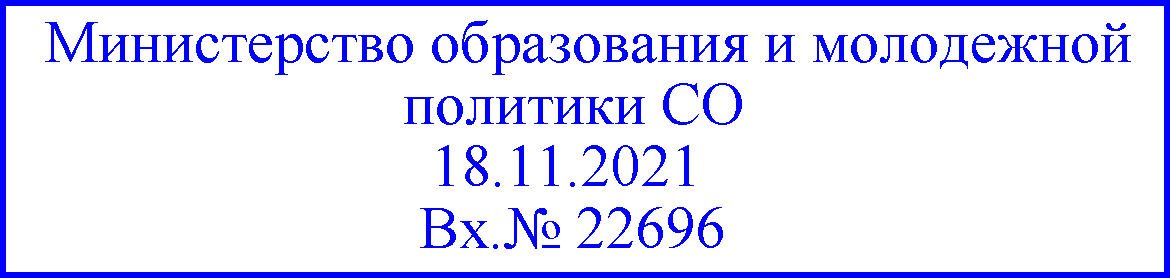 Министерство образования и молодежной
политики СО
18.11.2021
Вх.№ 22696